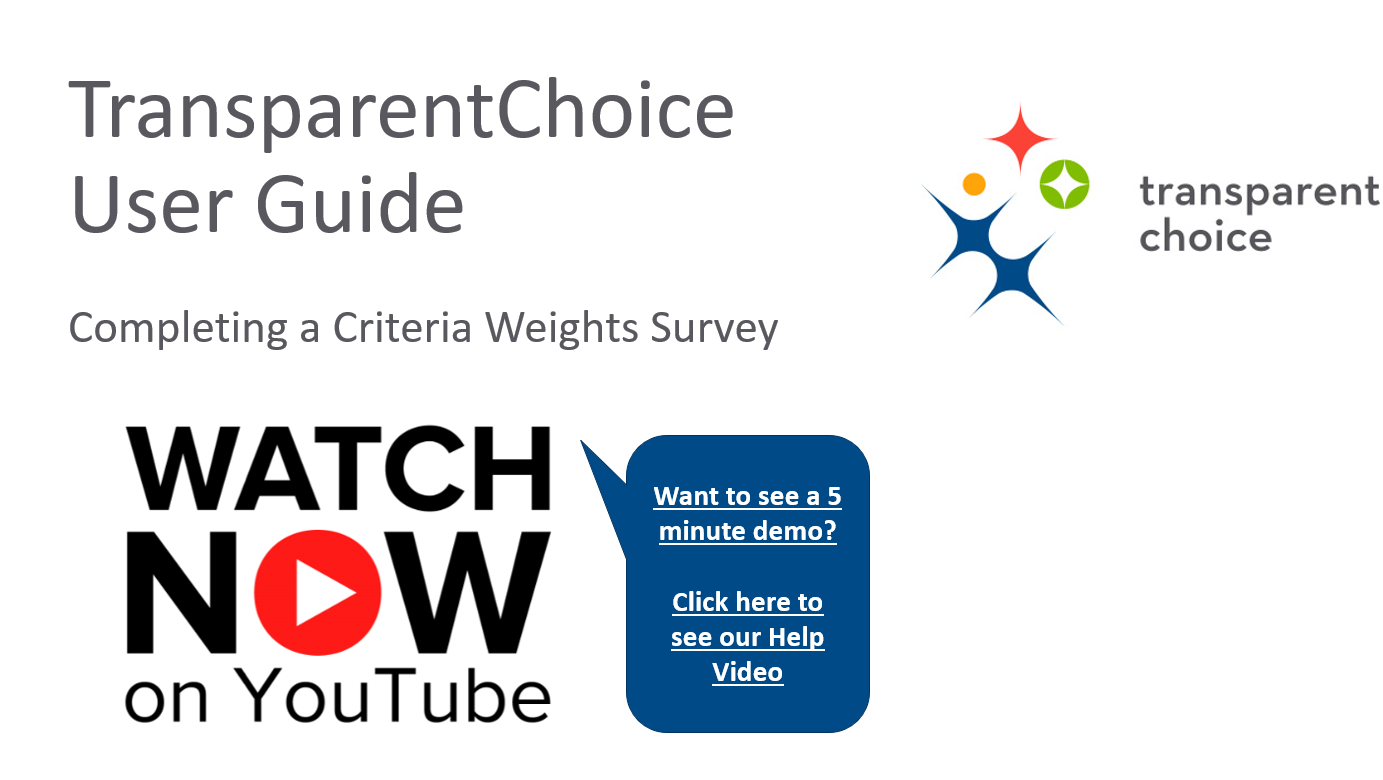 TransparentChoice
User Guide
transparent
choice
Completing a Criteria Weights Survey
WATCH
NOW
on YouTube
Want to see a 5
minute demo?
Click here to
see our Help
Video